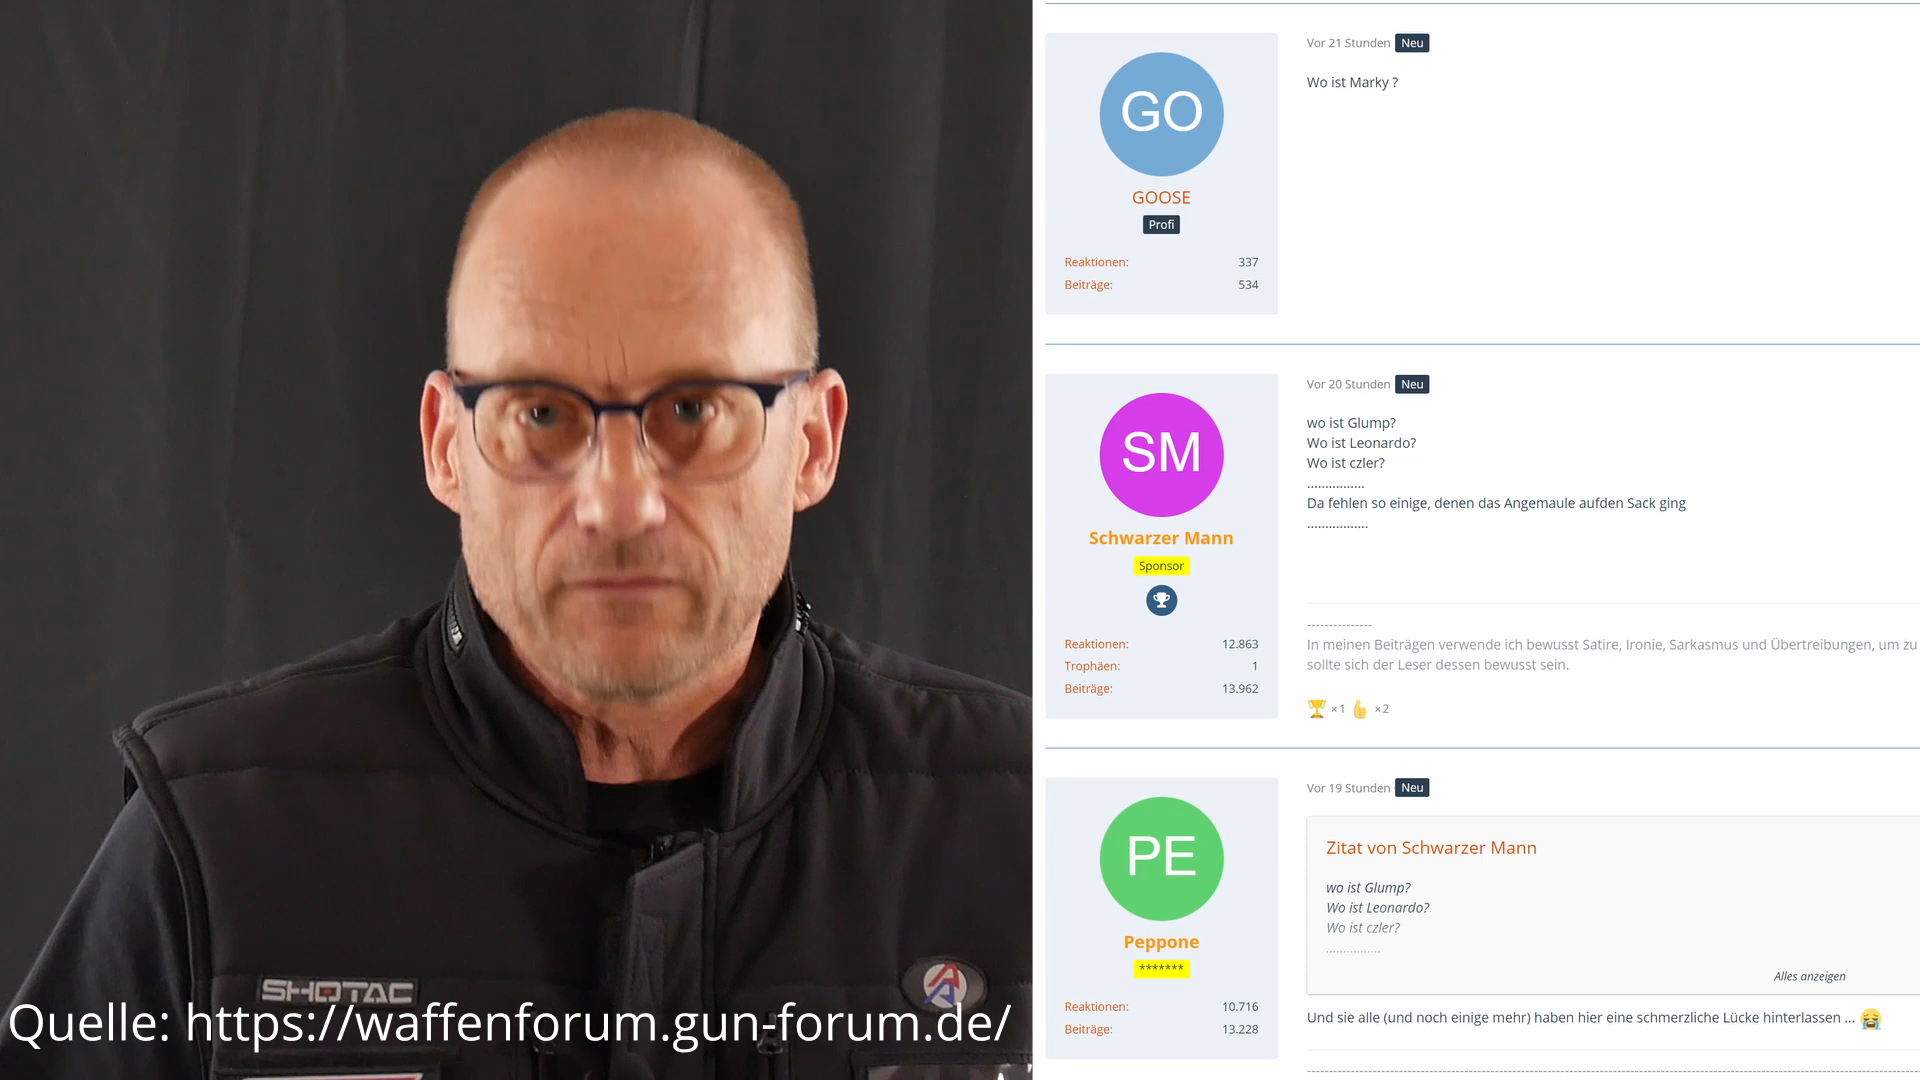 SHOTAC
Quelle: https://waffenforum.gun-forum.de/
Vor 21 Stunden Neu
Wo ist Marky ?
GO
GOOSE
Profi
Reaktionen: 337
Beiträge: 534
Vor 20 Stunden Neu
wo ist Glump?
Wo ist Leonardo?
Wo ist czler?
................
Da fehlen so einige, denen das Angemaule aufden Sack ging
.................
SM
Schwarzer Mann
Sponsor
Reaktionen: 12.863
Trophäen: 1
Beiträge: 13.962
---------------
In meinen Beiträgen verwende ich bewusst Satire, Ironie, Sarkasmus und Übertreibungen, um zu
sollte sich der Leser dessen bewusst sein.
×1 ×2
Vor 19 Stunden Neu
PE
Peppone
*******
Reaktionen: 10.716
Beiträge: 13.228
Zitat von Schwarzer Mann
wo ist Glump?
Wo ist Leonardo?
Wo ist czler?
................
Alles anzeigen
Und sie alle (und noch einige mehr) haben hier eine schmerzliche Lücke hinterlassen ...